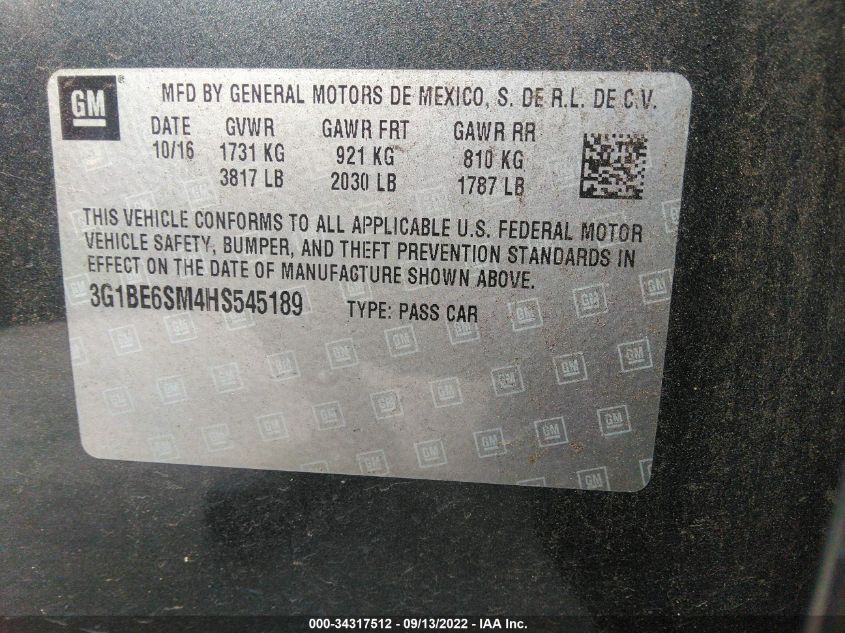 GM ® MFD BY GENERAL MOTORS DE MEXICO, S. DE R.L. DE C.V.
DATE GVWR GAWR FRT GAWR RR
10/16 1731 KG 921 KG 810 KG
3817 LB 2030 LB 1787 LB
THIS VEHICLE CONFORMS TO ALL APPLICABLE U.S. FEDERAL MOTOR
VEHICLE SAFETY, BUMPER, AND THEFT PREVENTION STANDARDS IN
EFFECT ON THE DATE OF MANUFACTURE SHOWN ABOVE.
3G1BE6SM4HS545189 TYPE: PASS CAR
000-34317512 - 09/13/2022 - IAA Inc.